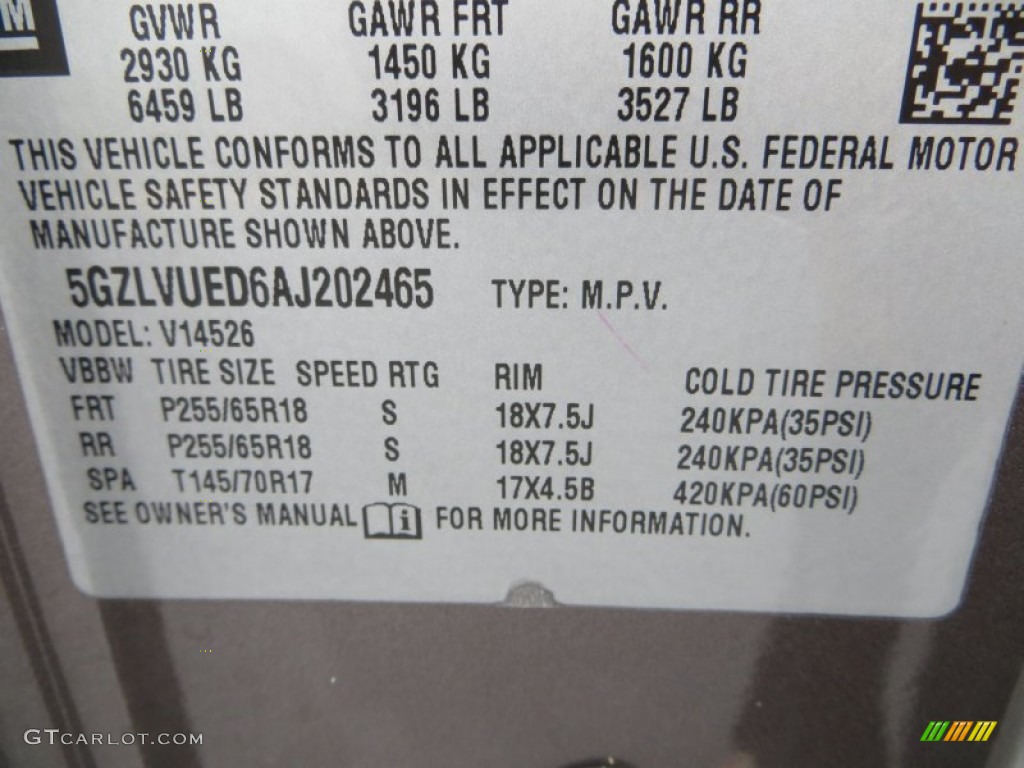 M
GVWR GAWR FRT GAWR RR
2930 KG 1450 KG 1600 KG
6459 LB 3196 LB 3527 LB
THIS VEHICLE CONFORMS TO ALL APPLICABLE U.S. FEDERAL MOTOR
VEHICLE SAFETY STANDARDS IN EFFECT ON THE DATE OF
MANUFACTURE SHOWN ABOVE.
5GZLVUED6AJ202465 TYPE: M.P.V.
MODEL: V14526
VBBW TIRE SIZE SPEED RTG RIM COLD TIRE PRESSURE
FRT P255/65R18 S 18X7.5J 240KPA(35PSI)
RR P255/65R18 S 18X7.5J 240KPA(35PSI)
SPA T145/70R17 M 17X4.5B 420KPA(60PSI)
SEE OWNER'S MANUAL i FOR MORE INFORMATION.
GTCARLOT.COM